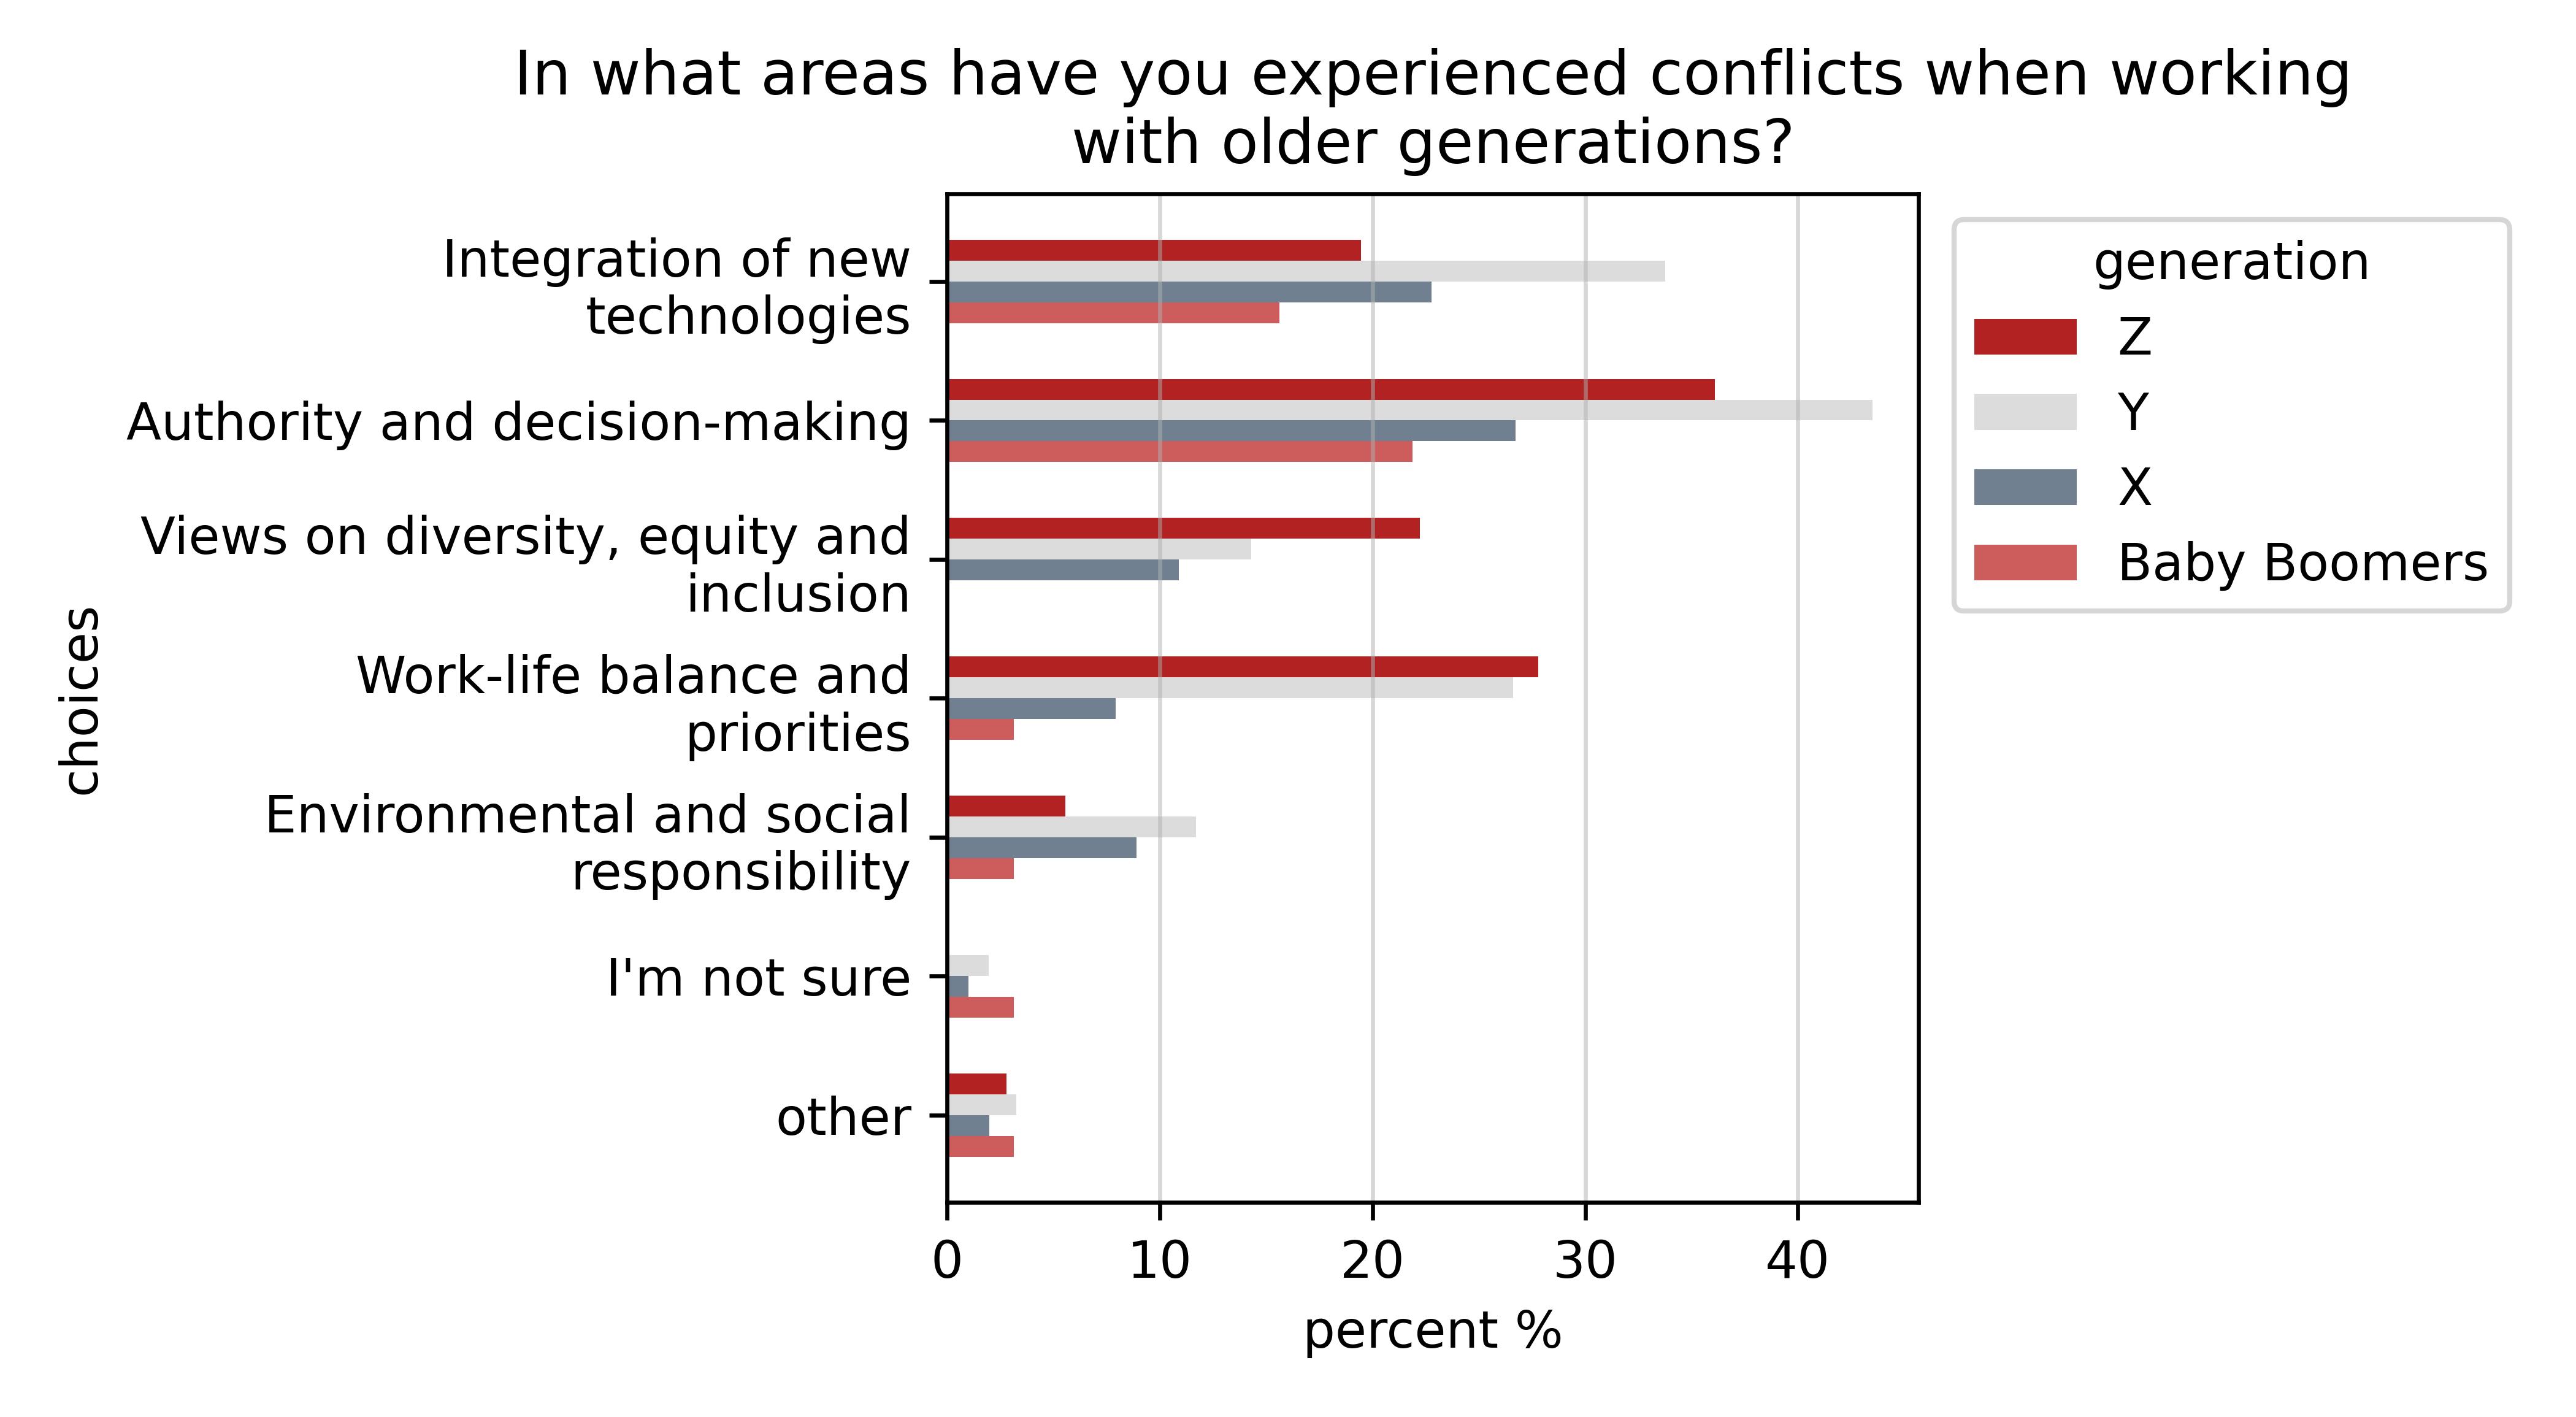 In what areas have you experienced conflicts when working
with older generations?
Integration of new
technologies
Authority and decision-making
Views on diversity, equity and
inclusion
Work-life balance and
priorities
Environmental and social
responsibility
I'm not sure
other
choices
0 10 20 30 40
percent %
generation
Z
Y
X
Baby Boomers